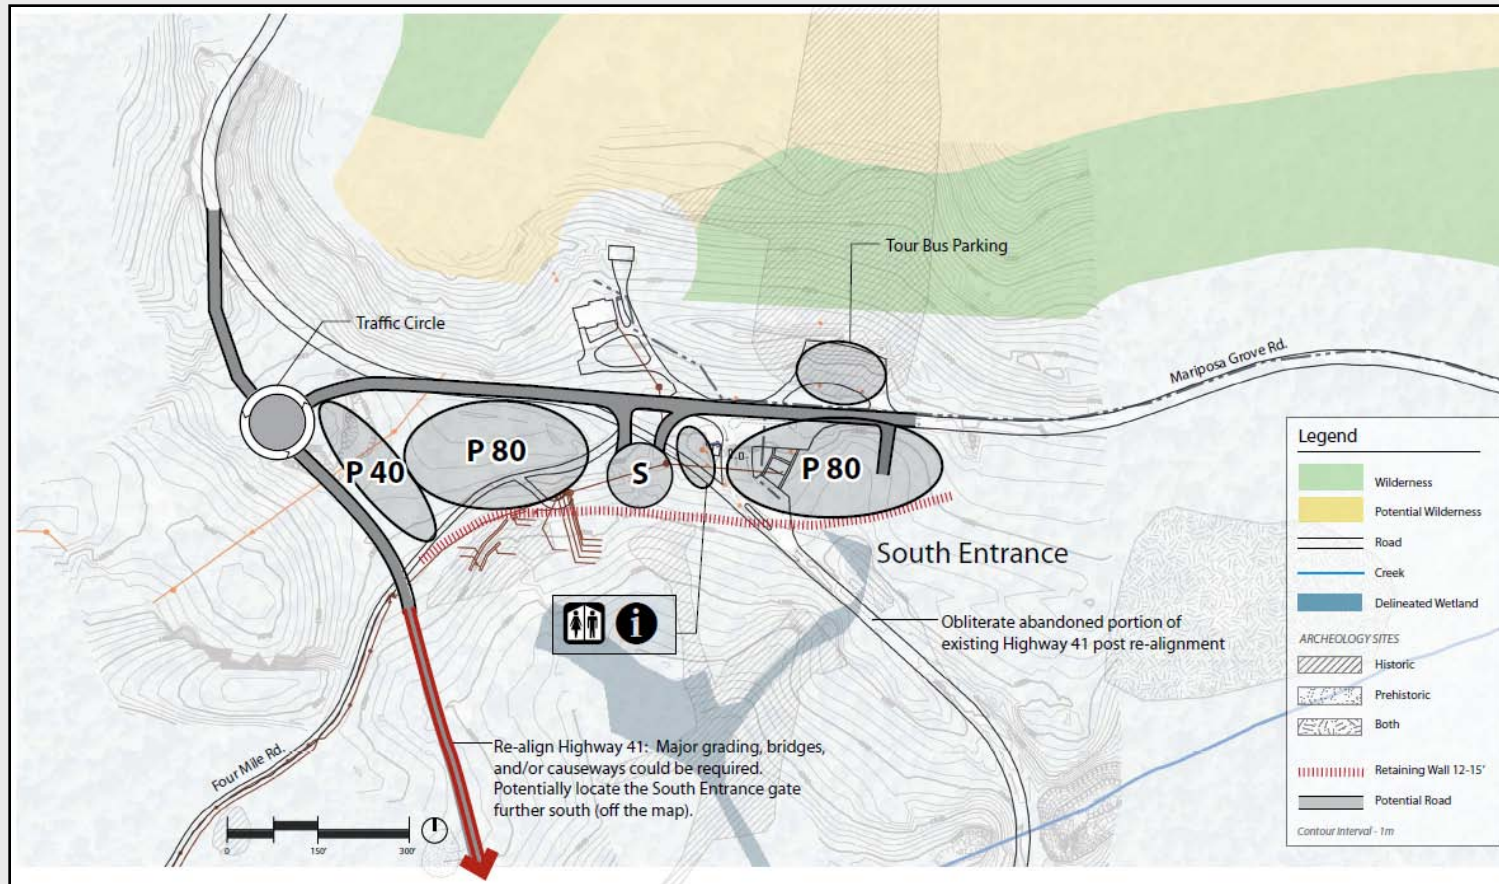 Tour Bus Parking
Traffic Circle
Mariposa Grove Rd.
P 40
P 80
S
P 80
South Entrance
i
Obliterate abandoned portion of
existing Highway 41 post re-alignment
Re-align Highway 41: Major grading, bridges,
and/or causeways could be required.
Potentially locate the South Entrance gate
further south (off the map).
Four Mile Rd.
0 150' 300'
Legend
Wilderness
Potential Wilderness
Road
Creek
Delineated Wetland
ARCHEOLOGY SITES
Historic
Prehistoric
Both
Retaining Wall 12-15'
Potential Road
Contour Interval - 1m